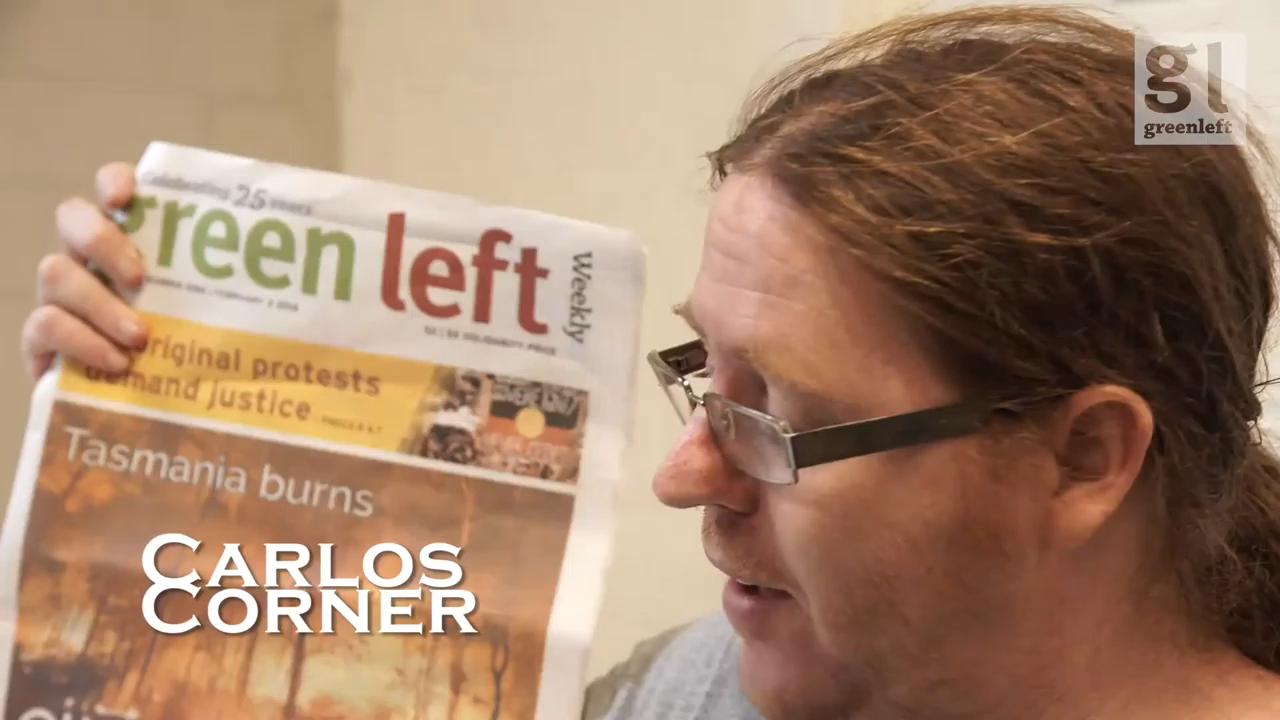 gl
greenleft
Celebrating 25 years
green left
Weekly
original protests
demand justice
Tasmania burns
CARLOS
CORNER